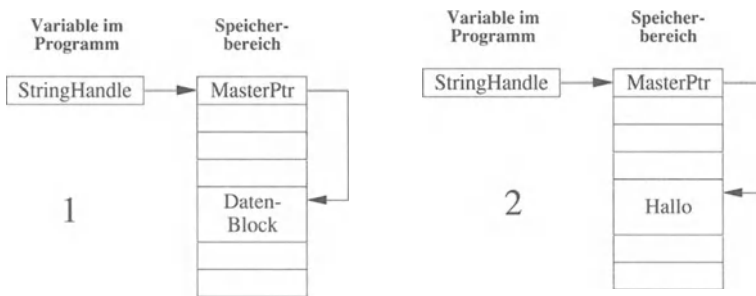 Variable im
Programm
Speicher-
bereich
StringHandle
MasterPtr
Daten-
Block
1
Variable im
Programm
Speicher-
bereich
StringHandle
MasterPtr
Hallo
2